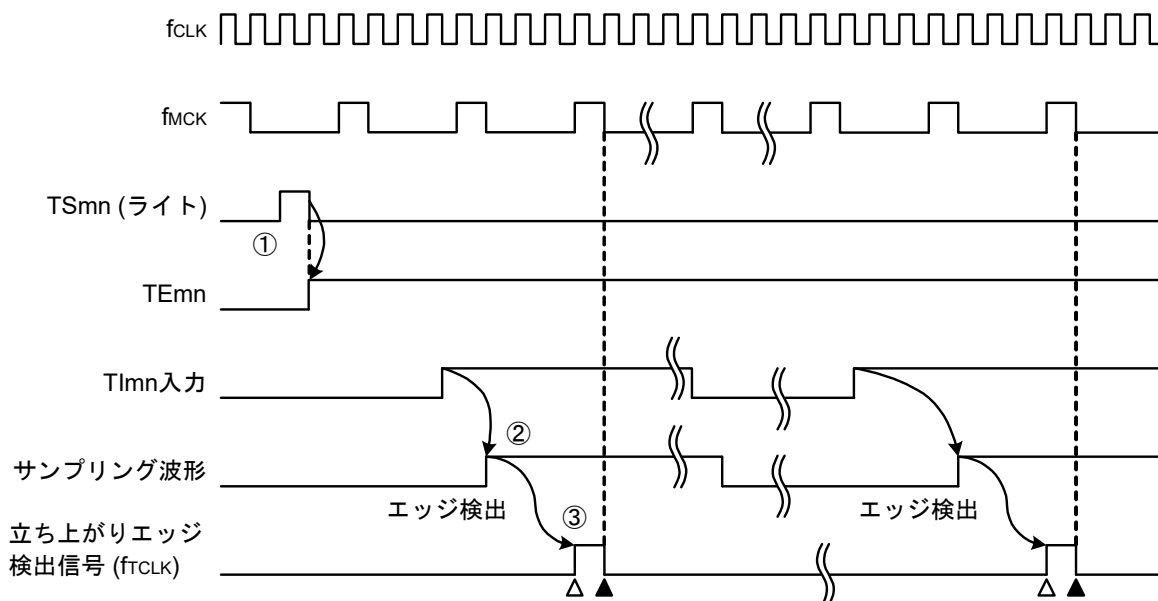 fCLK
fMCK
TSmn (ライト)
①
TEmn
TImn入力
②
サンプリング波形
エッジ検出
エッジ検出
③
立ち上がりエッジ
検出信号 (fTCLK)